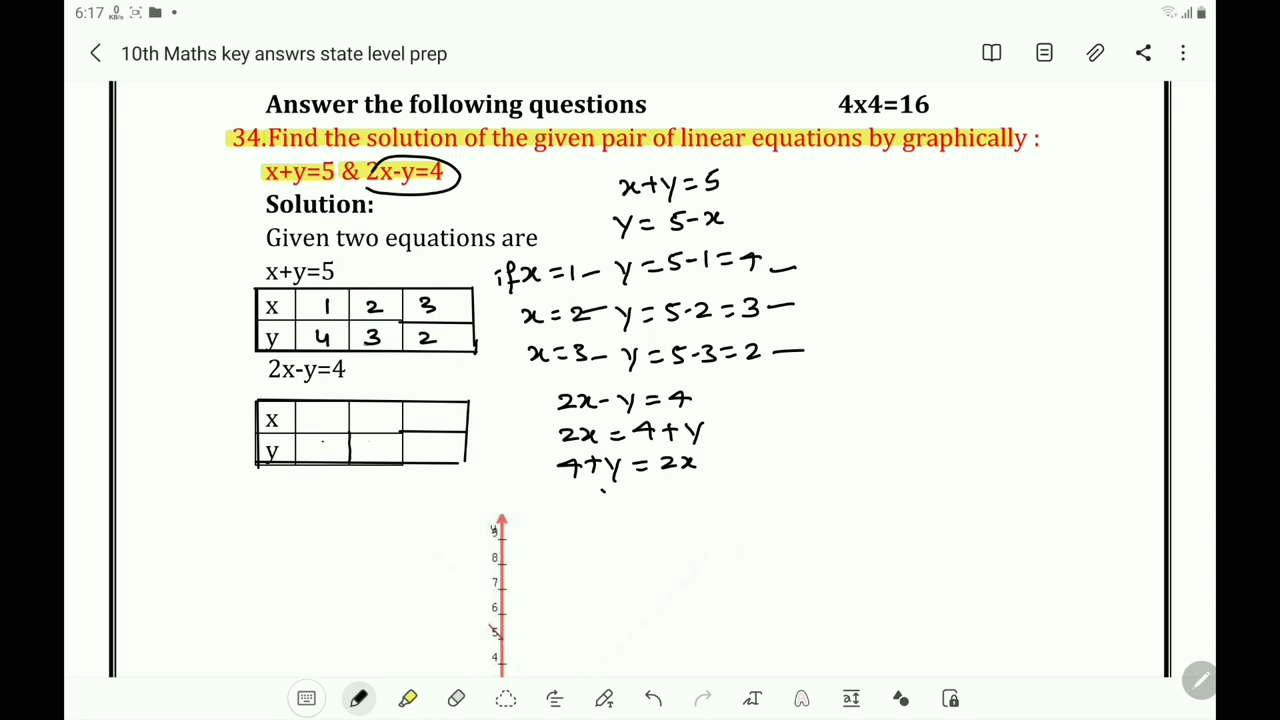 6:17 0 KB/s
10th Maths key answrs state level prep
Answer the following questions 4x4=16
34.Find the solution of the given pair of linear equations by graphically :
x+y=5 & 2x-y=4
x+y=5
Solution:
y= 5-x
Given two equations are
x+y=5
if x=1- y=5-1=4-
x 1 2 3
x=2- y=5-2=3-
y 4 3 2
x=3- y=5-3=2-
2x-y=4
2x-y=4
x
2x=4+y
y
4+y=2x
y
9
8
7
6
5
4